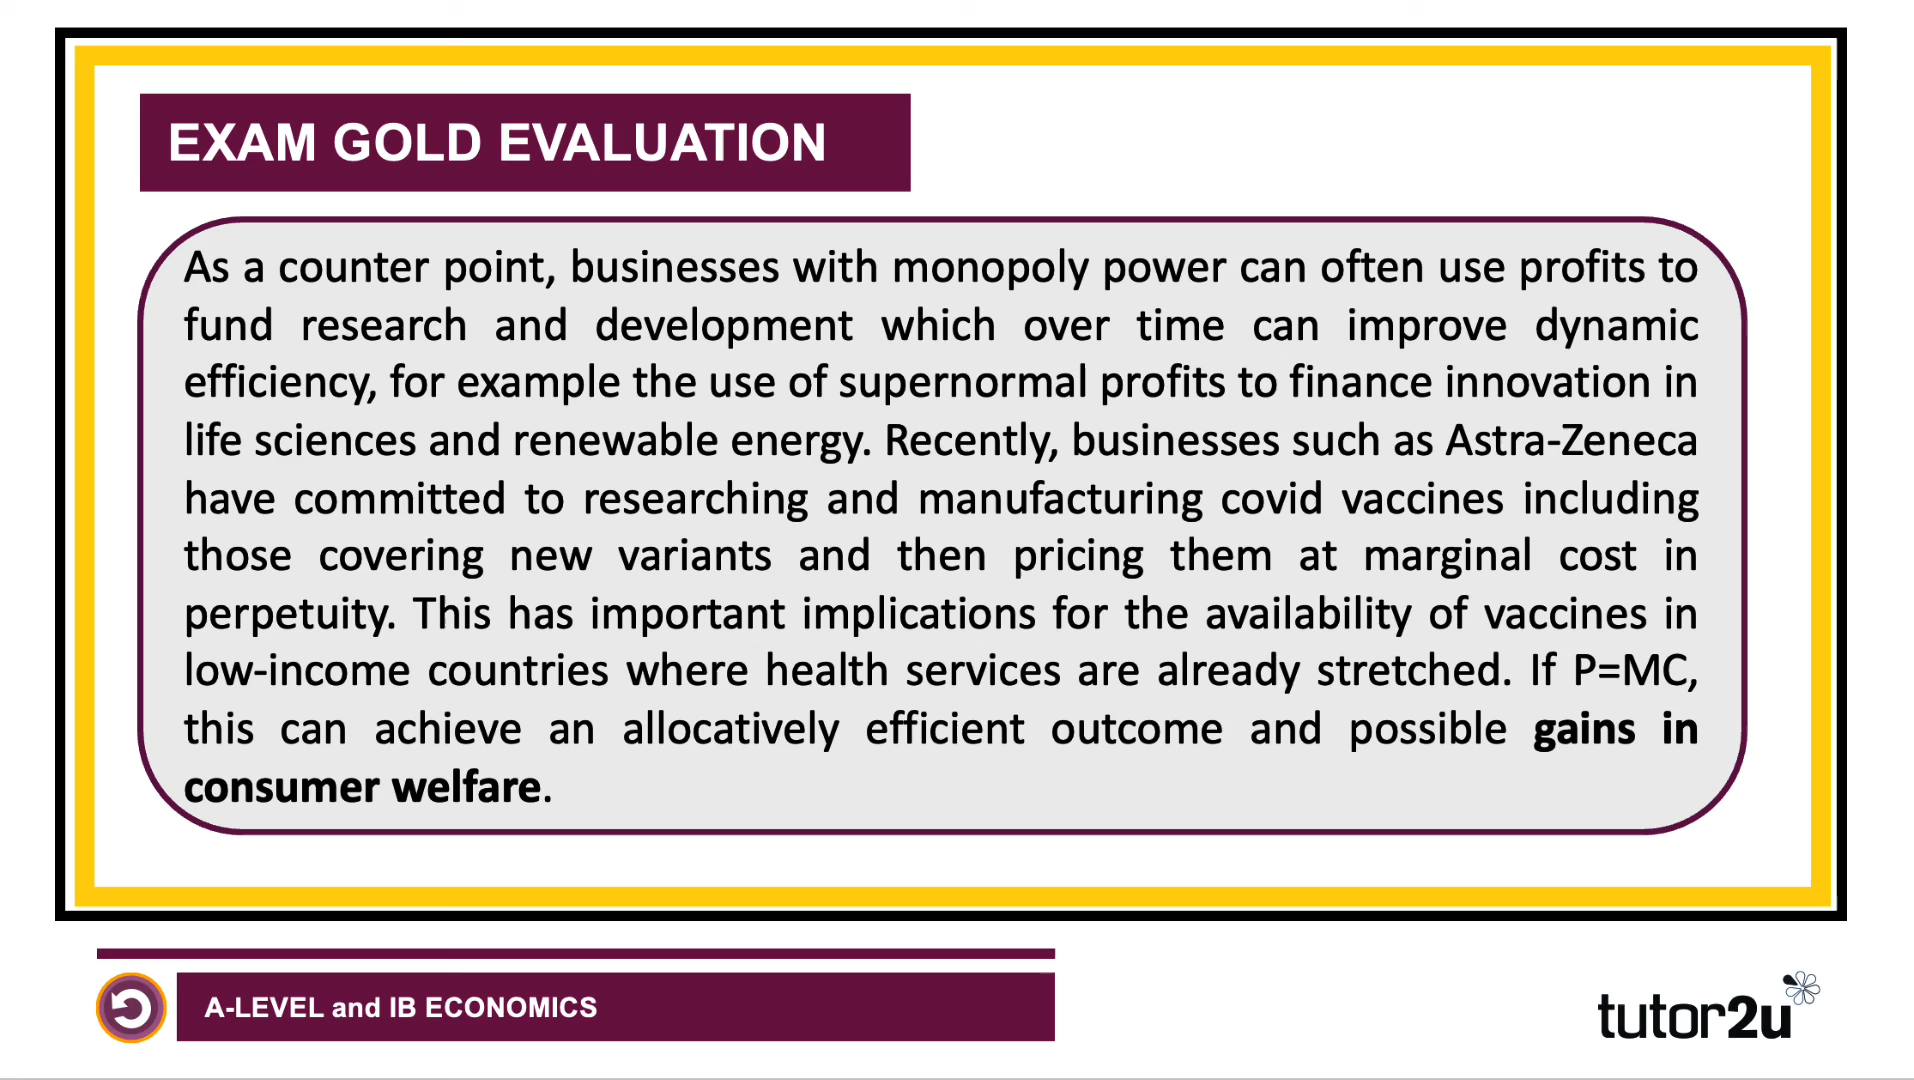 EXAM GOLD EVALUATION
As a counter point, businesses with monopoly power can often use profits to
fund research and development which over time can improve dynamic
efficiency, for example the use of supernormal profits to finance innovation in
life sciences and renewable energy. Recently, businesses such as Astra-Zeneca
have committed to researching and manufacturing covid vaccines including
those covering new variants and then pricing them at marginal cost in
perpetuity. This has important implications for the availability of vaccines in
low-income countries where health services are already stretched. If P=MC,
this can achieve an allocatively efficient outcome and possible gains in
consumer welfare.
A-LEVEL and IB ECONOMICS
tutor2u